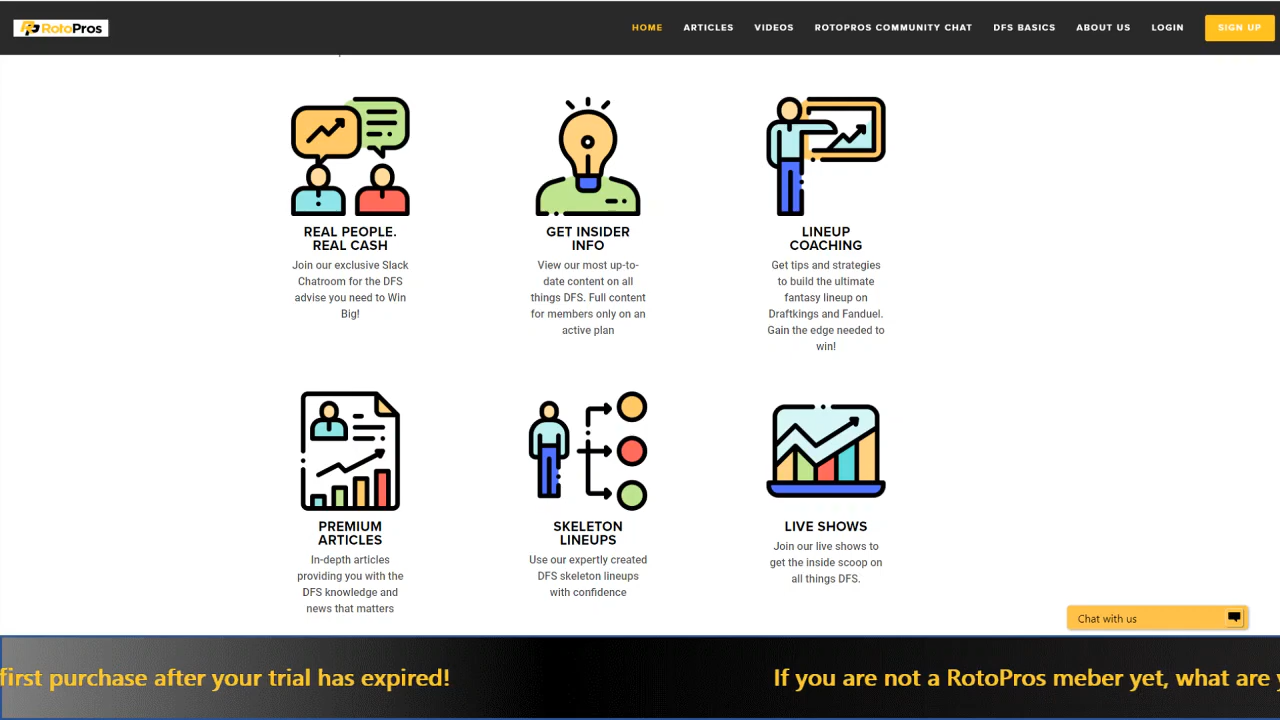 RotoPros
HOME ARTICLES VIDEOS ROTOPROS COMMUNITY CHAT DFS BASICS ABOUT US LOGIN SIGN UP
REAL PEOPLE.
REAL CASH
Join our exclusive Slack
Chatroom for the DFS
advise you need to Win
Big!
GET INSIDER
INFO
View our most up-to-
date content on all
things DFS. Full content
for members only on an
active plan
LINEUP
COACHING
Get tips and strategies
to build the ultimate
fantasy lineup on
Draftkings and Fanduel.
Gain the edge needed to
win!
PREMIUM
ARTICLES
In-depth articles
providing you with the
DFS knowledge and
news that matters
SKELETON
LINEUPS
Use our expertly created
DFS skeleton lineups
with confidence
LIVE SHOWS
Join our live shows to
get the inside scoop on
all things DFS.
Chat with us
first purchase after your trial has expired! If you are not a RotoPros meber yet, what are